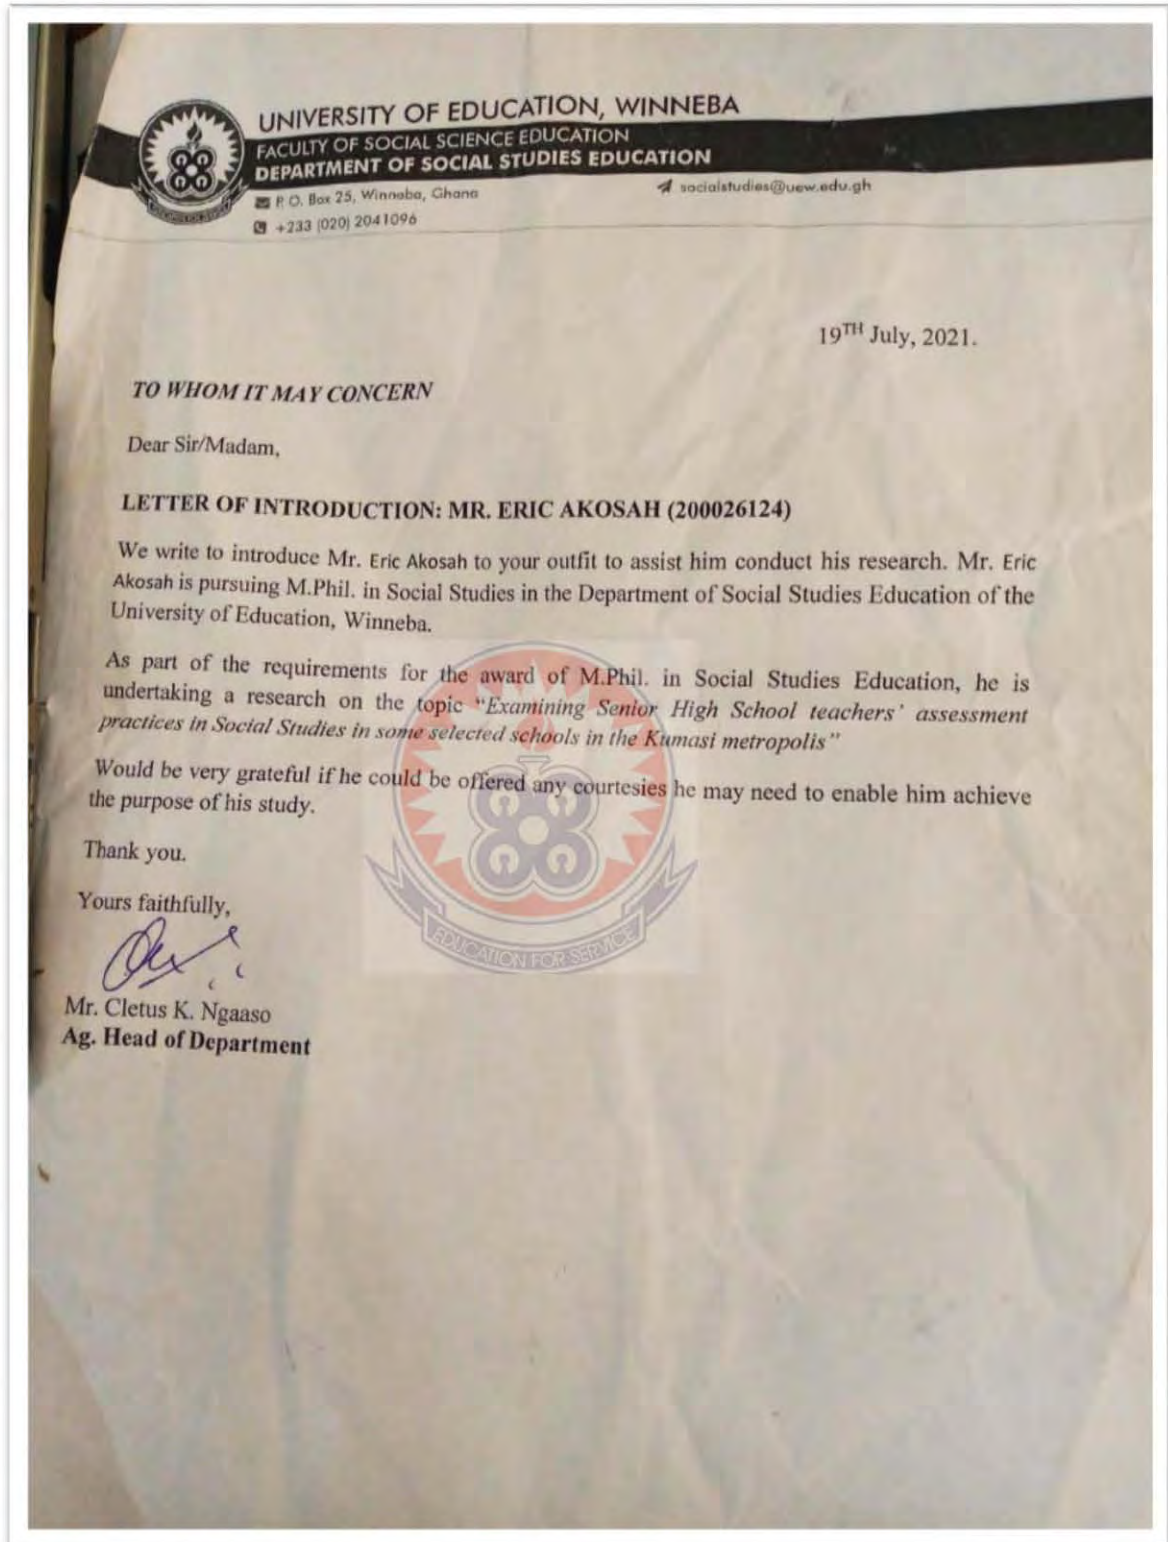 UNIVERSITY OF EDUCATION, WINNEBA
FACULTY OF SOCIAL SCIENCE EDUCATION
DEPARTMENT OF SOCIAL STUDIES EDUCATION
P. O. Box 25, Winneba, Ghana
socialstudies@uew.edu.gh
+233 (020) 2041096
19TH July, 2021.
TO WHOM IT MAY CONCERN
Dear Sir/Madam,
LETTER OF INTRODUCTION: MR. ERIC AKOSAH (200026124)
We write to introduce Mr. Eric Akosah to your outfit to assist him conduct his research. Mr. Eric
Akosah is pursuing M.Phil. in Social Studies in the Department of Social Studies Education of the
University of Education, Winneba.
As part of the requirements for the award of M.Phil. in Social Studies Education, he is
undertaking a research on the topic “Examining Senior High School teachers’ assessment
practices in Social Studies in some selected schools in the Kumasi metropolis”
Would be very grateful if he could be offered any courtesies he may need to enable him achieve
the purpose of his study.
Thank you.
Yours faithfully,
Mr. Cletus K. Ngaaso
Ag. Head of Department
EDUCATION FOR SERVICE